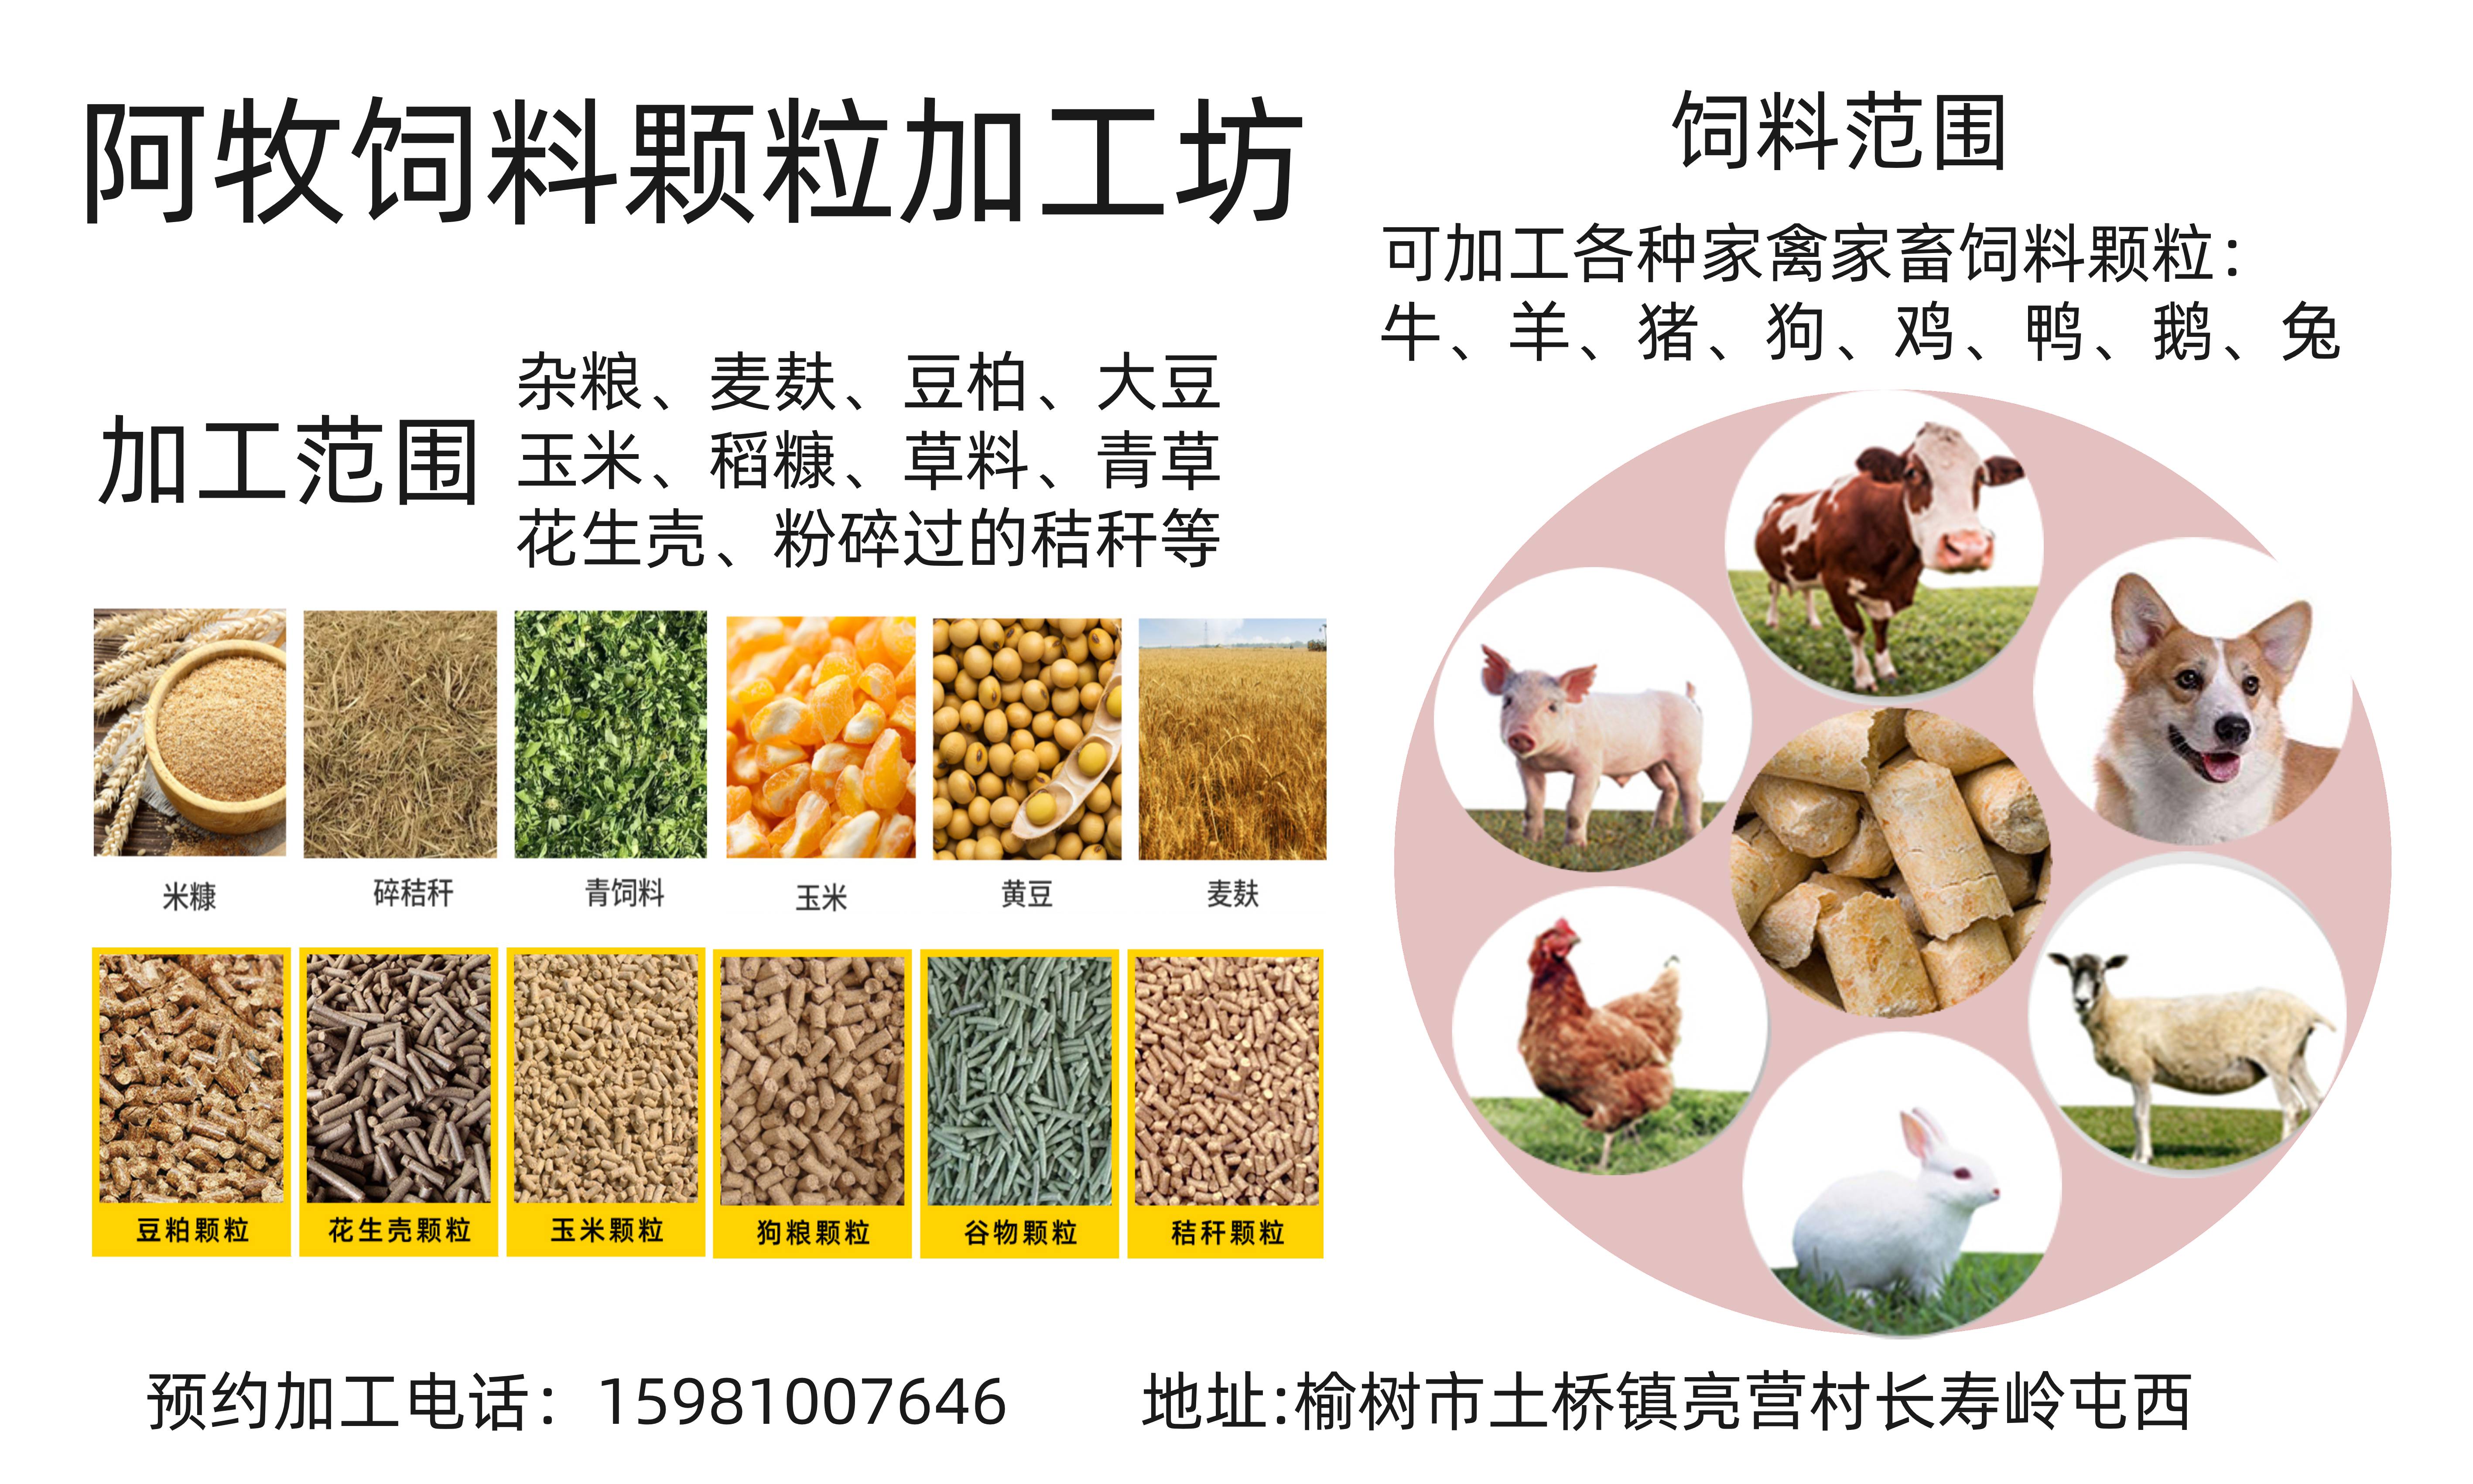 阿牧饲料颗粒加工坊
加工范围
杂粮、麦麸、豆柏、大豆
玉米、稻糠、草料、青草
花生壳、粉碎过的秸秆等
米糠
碎秸秆
青饲料
玉米
黄豆
麦麸
豆粕颗粒
花生壳颗粒
玉米颗粒
狗粮颗粒
谷物颗粒
秸秆颗粒
饲料范围
可加工各种家禽家畜饲料颗粒：
牛、羊、猪、狗、鸡、鸭、鹅、兔
预约加工电话：15981007646
地址:榆树市土桥镇亮营村长寿岭屯西